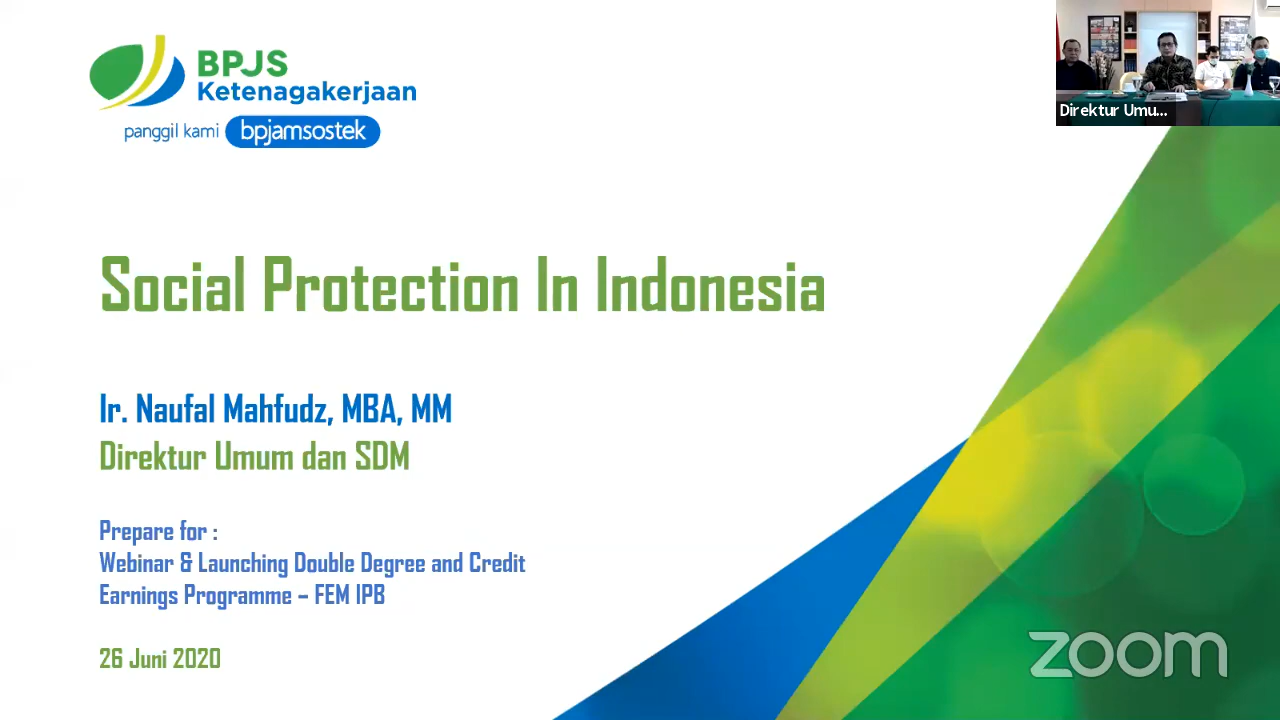 BPJS
Ketenagakerjaan
panggil kami bpjamsostek
Direktur Umu...
Social Protection In Indonesia
Ir. Naufal Mahfudz, MBA, MM
Direktur Umum dan SDM
Prepare for :
Webinar & Launching Double Degree and Credit
Earnings Programme – FEM IPB
26 Juni 2020
zoom